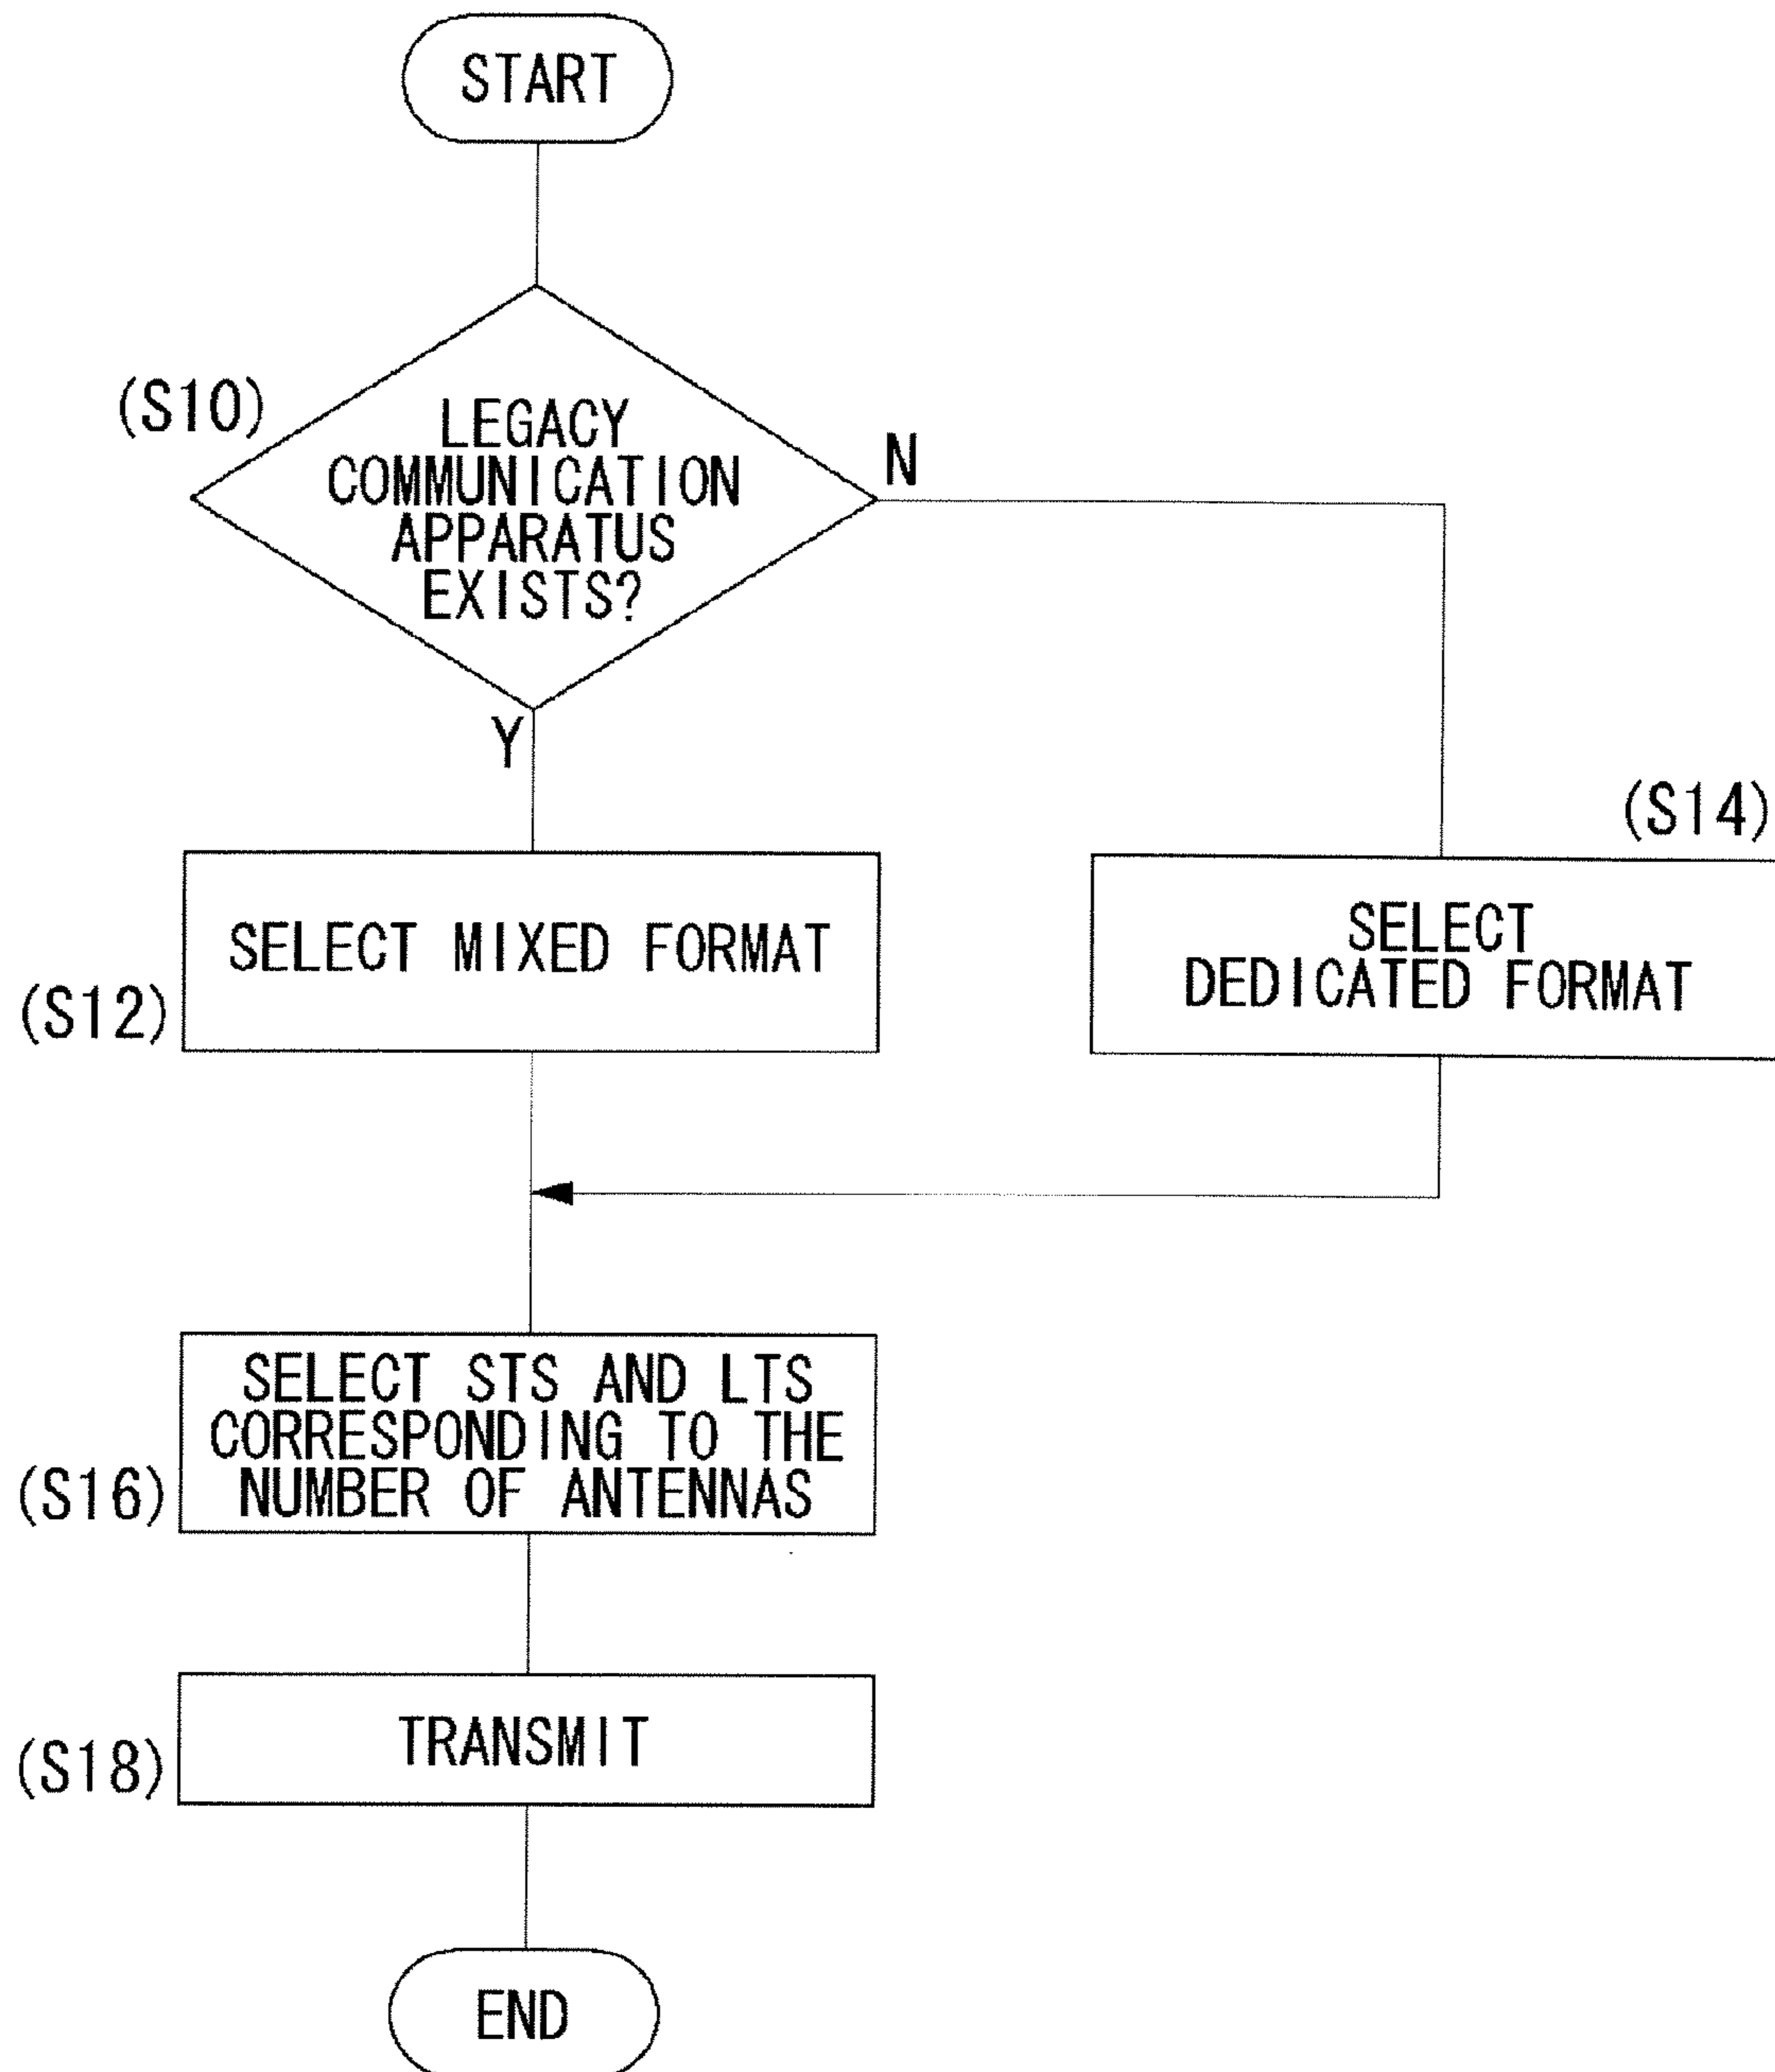 START
(S10)
LEGACY
COMMUNICATION
APPARATUS
EXISTS?
N
Y
(S14)
SELECT MIXED FORMAT
(S12)
SELECT
DEDICATED FORMAT
SELECT STS AND LTS
CORRESPONDING TO THE
NUMBER OF ANTENNAS
(S16)
TRANSMIT
(S18)
END